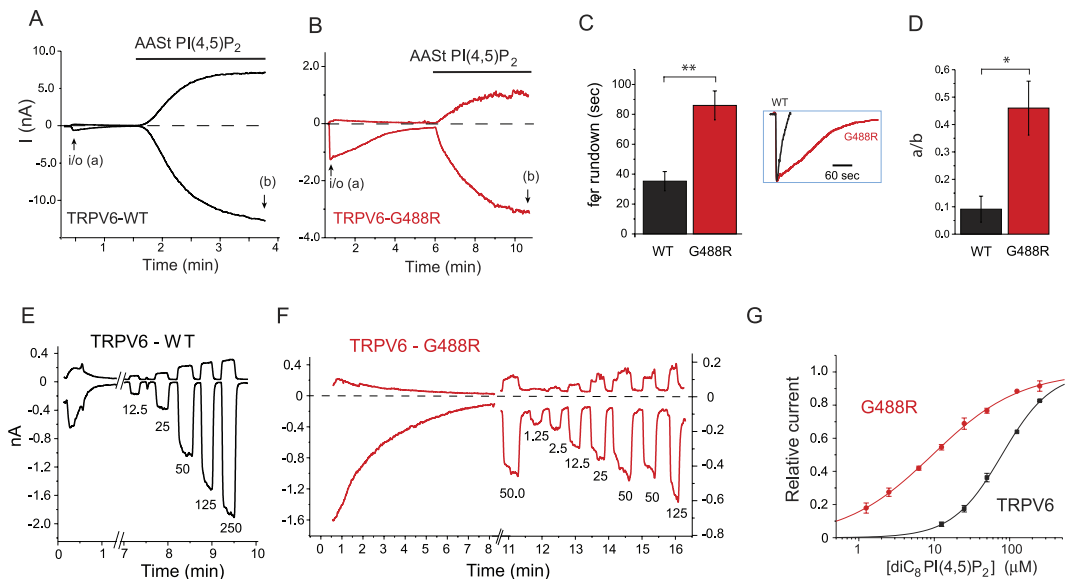 A
AASt PI(4,5)P2
I (nA)
10.0
5.0
0
-5.0
-10.0
i/o (a)
(b)
TRPV6-WT
1
2
3
4
Time (min)
B
AASt PI(4,5)P2
2.0
0
-2.0
-4.0
i/o (a)
(b)
TRPV6-G488R
2
4
6
8
10
Time (min)
C
for rundown (sec)
100
80
60
40
20
0
**
WT
G488R
WT
G488R
60 sec
D
a/b
0.6
0.5
0.4
0.3
0.2
0.1
0.0
*
WT
G488R
E
TRPV6 - WT
nA
0.4
0
-0.4
-0.8
-1.2
-1.6
-2.0
12.5
25
50
125
250
0
1
7
8
9
10
Time (min)
F
TRPV6 - G488R
0.4
0
-0.4
-0.8
-1.2
-1.6
0.2
0
-0.2
-0.4
-0.6
-0.8
50.0
1.25
2.5
12.5
25
50
50
125
0
1
2
3
4
5
6
7
8
11
12
13
14
15
16
Time (min)
G
Relative current
1.0
0.8
0.6
0.4
0.2
0
G488R
TRPV6
1
10
100
[diC8 PI(4,5)P2] (μM)